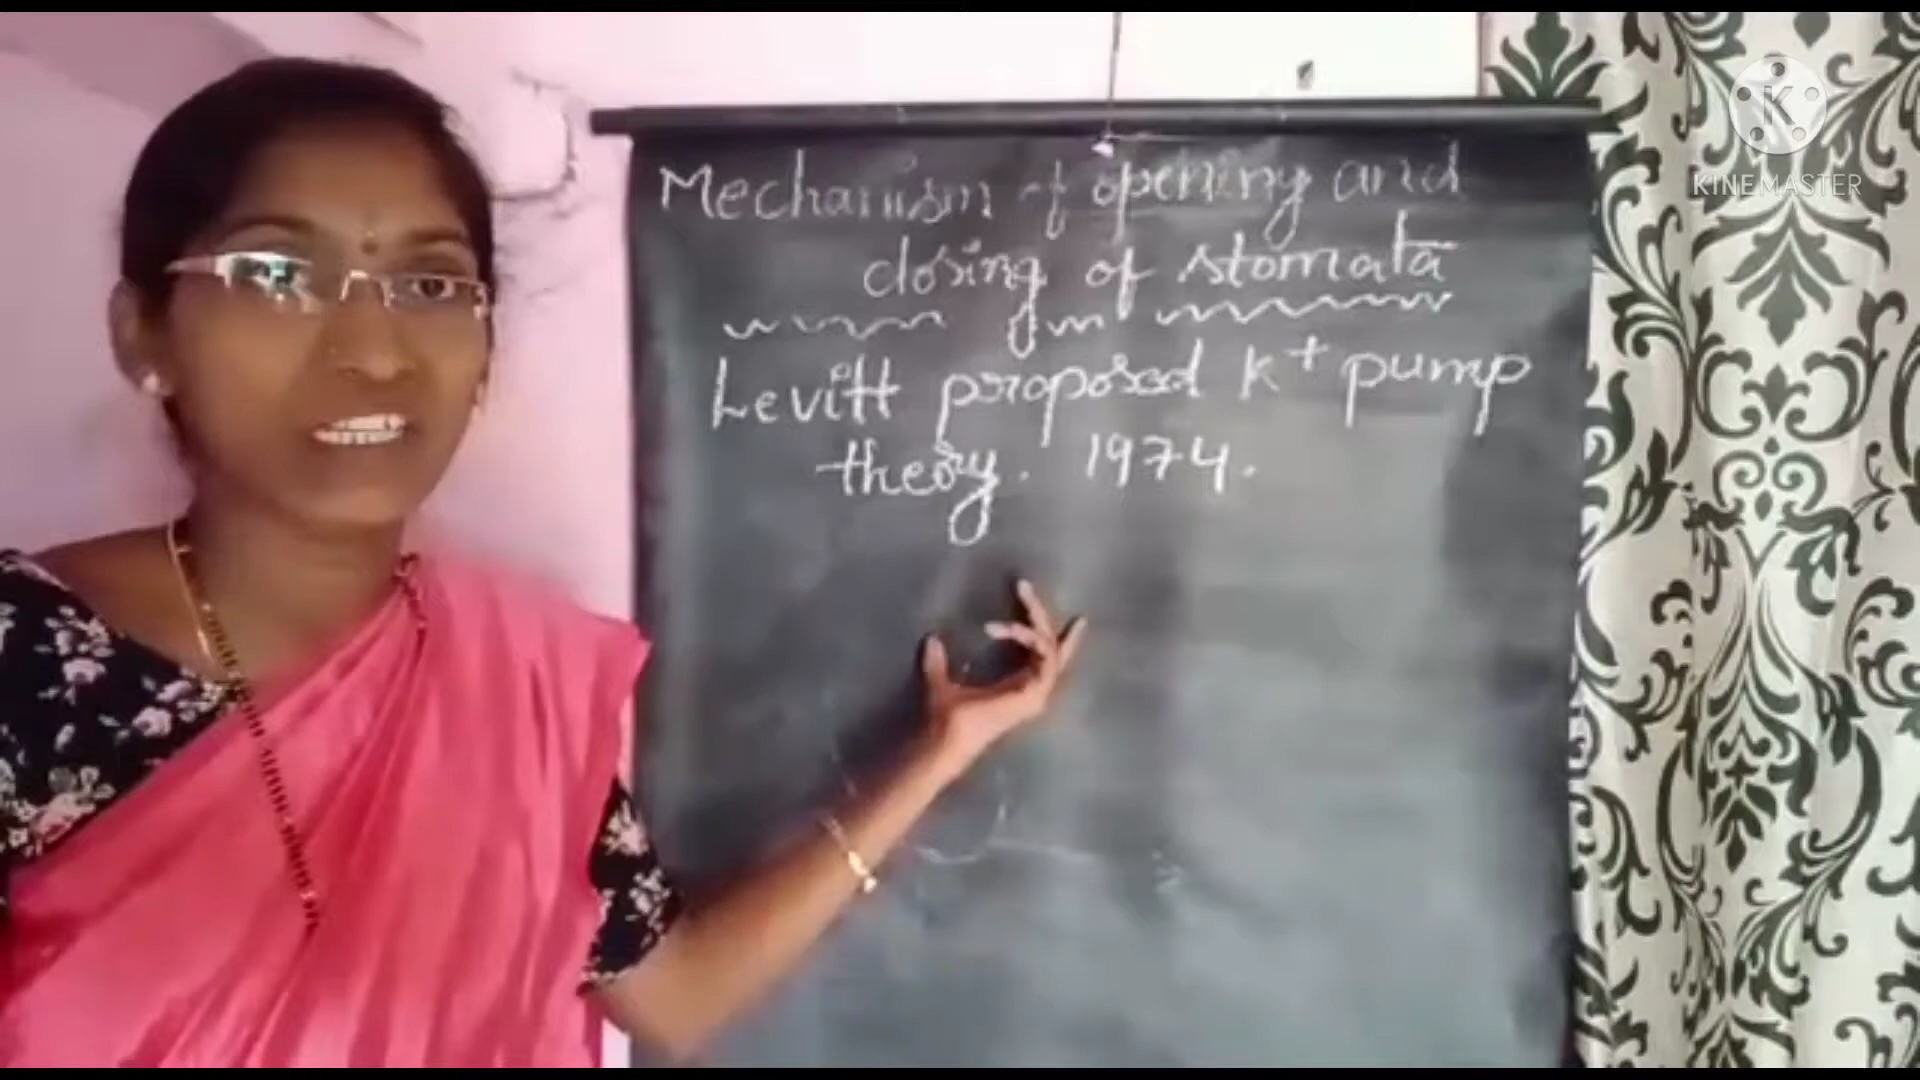 Mechanism of opening and
closing of stomata
Levitt proposed K+ pump
theory. 1974.
KINEMASTER